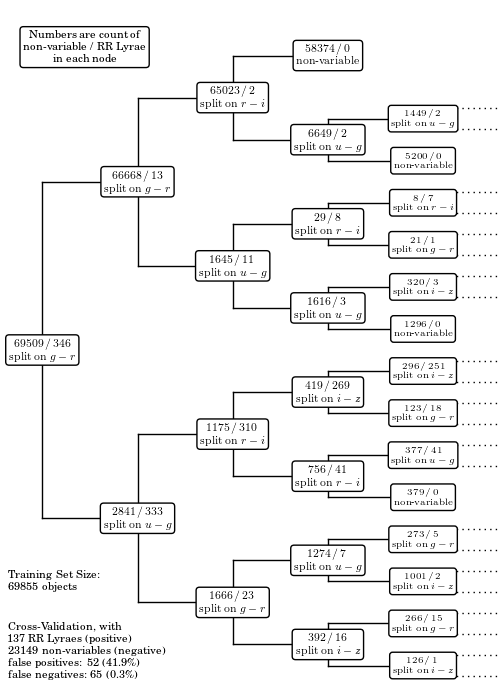 Numbers are count of
non-variable / RR Lyrae
in each node
69509 / 346
split on g − r
66668 / 13
split on g − r
2841 / 333
split on u − g
65023 / 2
split on r − i
1645 / 11
split on u − g
1175 / 310
split on r − i
1666 / 23
split on g − r
58374 / 0
non-variable
6649 / 2
split on u − g
29 / 8
split on r − i
1616 / 3
split on u − g
419 / 269
split on i − z
756 / 41
split on r − i
1274 / 7
split on u − g
392 / 16
split on i − z
1449 / 2
split on u − g
5200 / 0
non-variable
8 / 7
split on r − i
21 / 1
split on g − r
320 / 3
split on i − z
1296 / 0
non-variable
296 / 251
split on i − z
123 / 18
split on g − r
377 / 41
split on u − g
379 / 0
non-variable
273 / 5
split on g − r
1001 / 2
split on i − z
266 / 15
split on g − r
126 / 1
split on i − z
Training Set Size:
69855 objects
Cross-Validation, with
137 RR Lyraes (positive)
23149 non-variables (negative)
false positives: 52 (41.9%)
false negatives: 65 (0.3%)